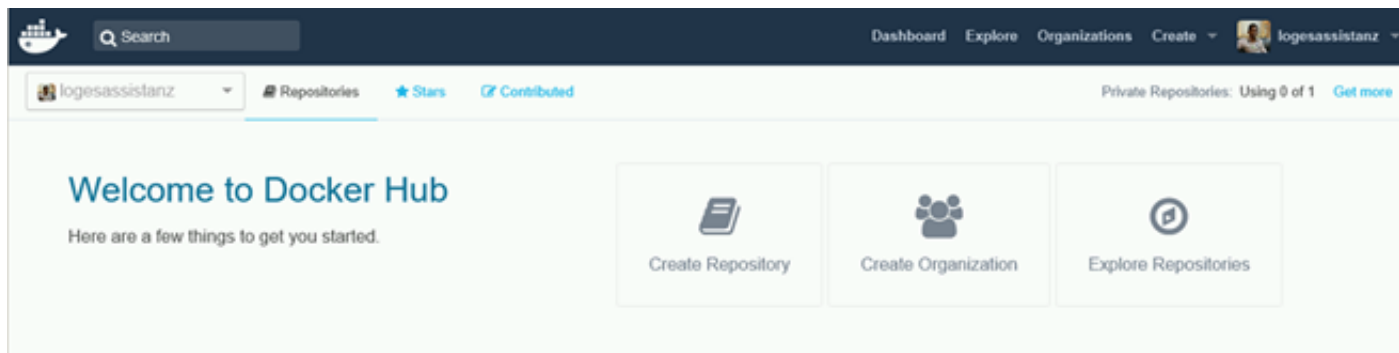 Search Dashboard Explore Organizations Create logesassistanz
logesassistanz Repositories Stars Contributed Private Repositories: Using 0 of 1 Get more
Welcome to Docker Hub
Here are a few things to get you started.
Create Repository Create Organization Explore Repositories